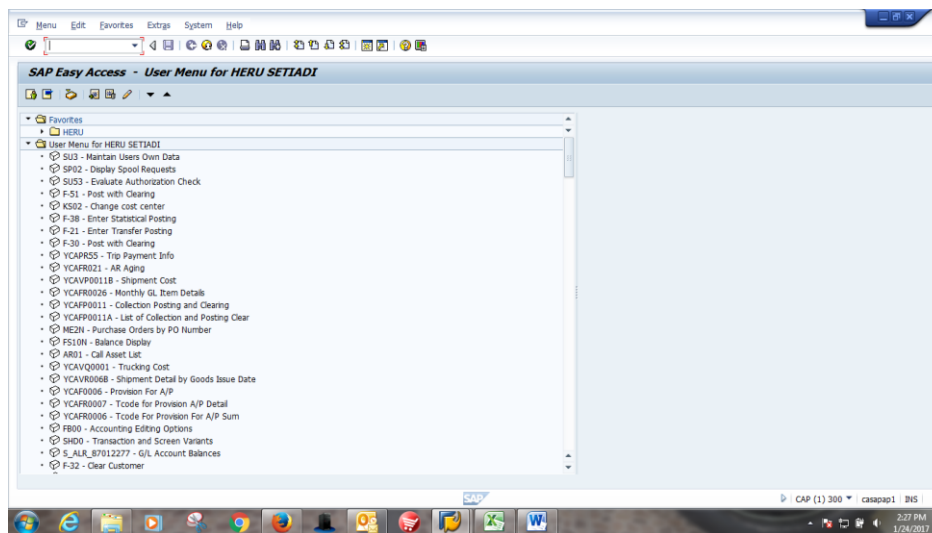 Menu Edit Favorites Extras System Help
SAP Easy Access - User Menu for HERU SETIADI
Favorites
HERU
User Menu for HERU SETIADI
SU3 - Maintain Users Own Data
SP02 - Display Spool Requests
SU53 - Evaluate Authorization Check
F-51 - Post with Clearing
KS02 - Change cost center
F-38 - Enter Statistical Posting
F-21 - Enter Transfer Posting
F-30 - Post with Clearing
YCAPR55 - Trip Payment Info
YCAFR021 - AR Aging
YCAVP0011B - Shipment Cost
YCAFR0026 - Monthly GL Item Details
YCAFP0011 - Collection Posting and Clearing
YCAFP0011A - List of Collection and Posting Clear
ME2N - Purchase Orders by PO Number
FS10N - Balance Display
AR01 - Call Asset List
YCAVQ0001 - Trucking Cost
YCAVR006B - Shipment Detail by Goods Issue Date
YCAF0006 - Provision For A/P
YCAFR0007 - Tcode for Provision A/P Detail
YCAFR0006 - Tcode For Provision For A/P Sum
FB00 - Accounting Editing Options
SHD0 - Transaction and Screen Variants
S_ALR_87012277 - G/L Account Balances
F-32 - Clear Customer
SAP
CAP (1) 300 casapap1 INS
2:27 PM
1/24/2017